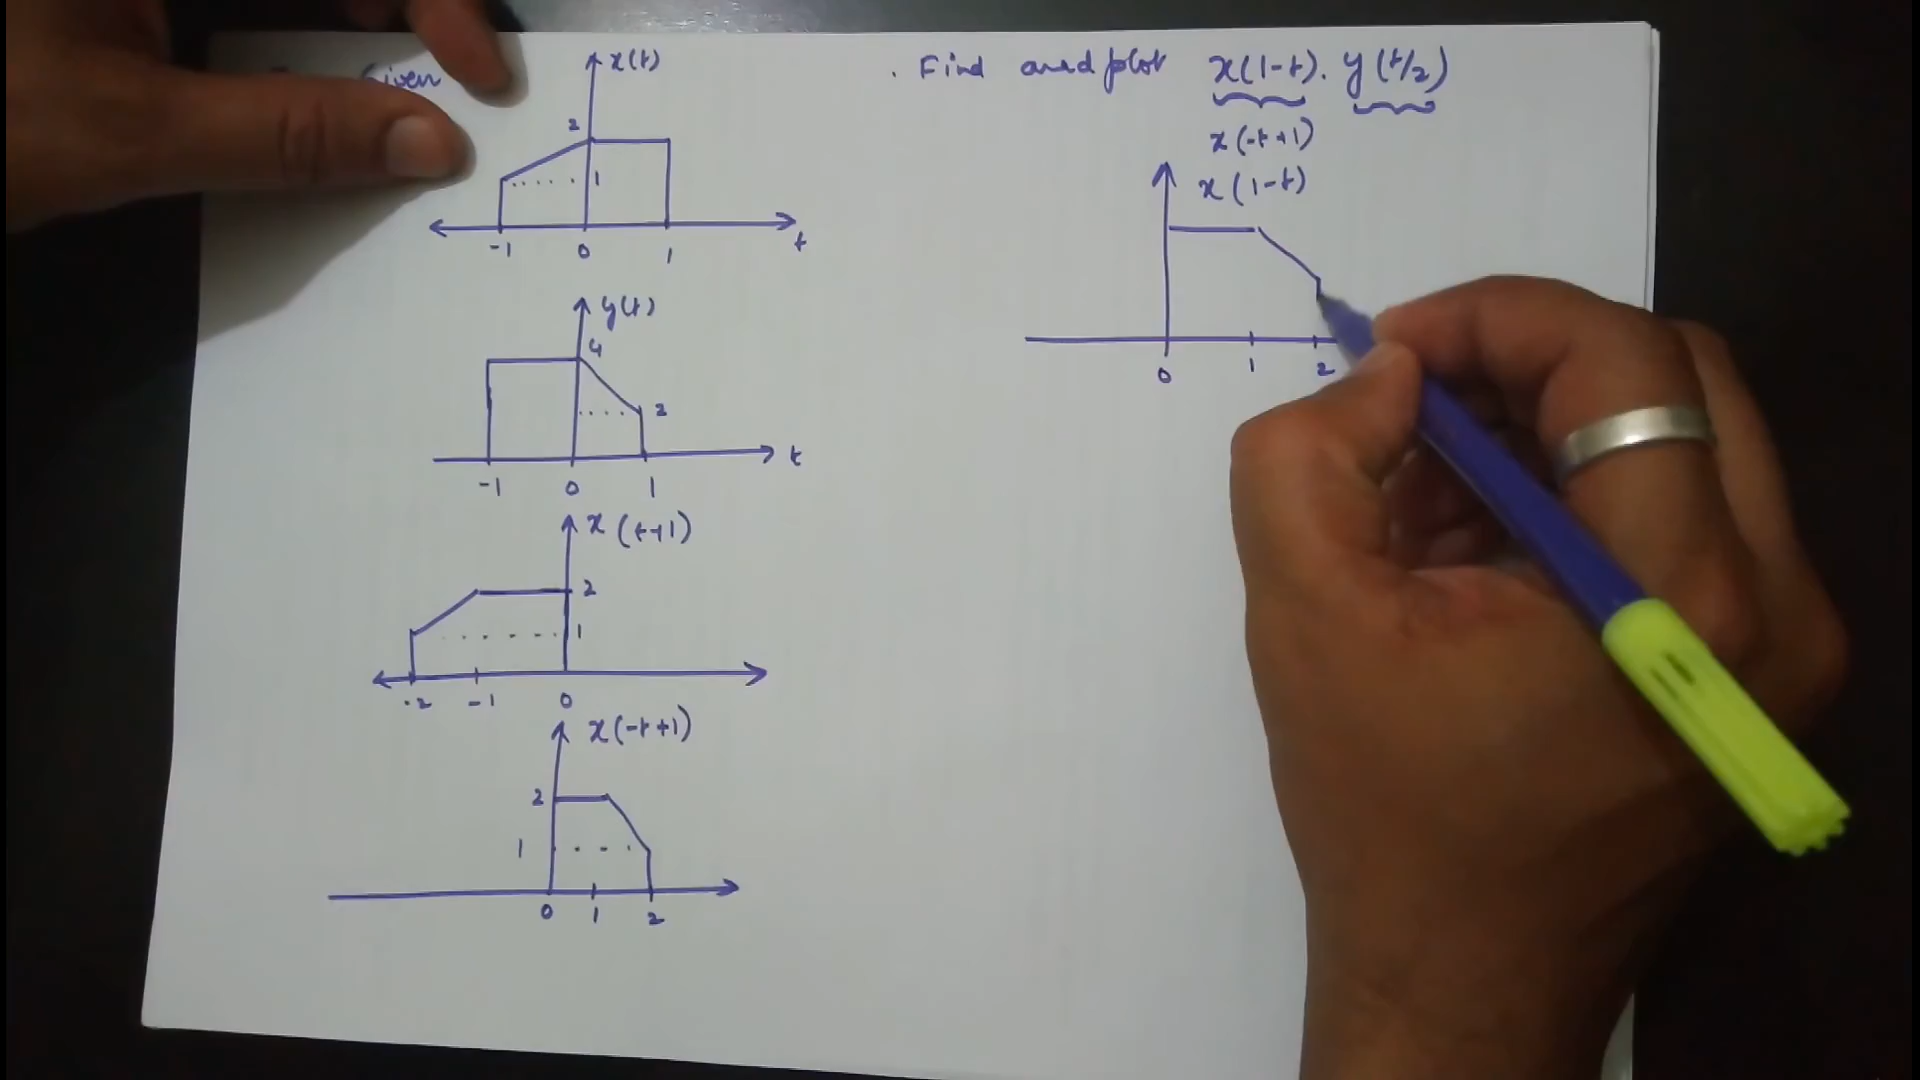 Given
x(t)
2
1
-1 0 1 t
y(t)
4
2
-1 0 1 t
x(t+1)
2
1
-2 -1 0
x(-t+1)
2
1
0 1 2
. Find and plot x(1-t). y(t/2)
x(-t+1)
x(1-t)
0 1 2